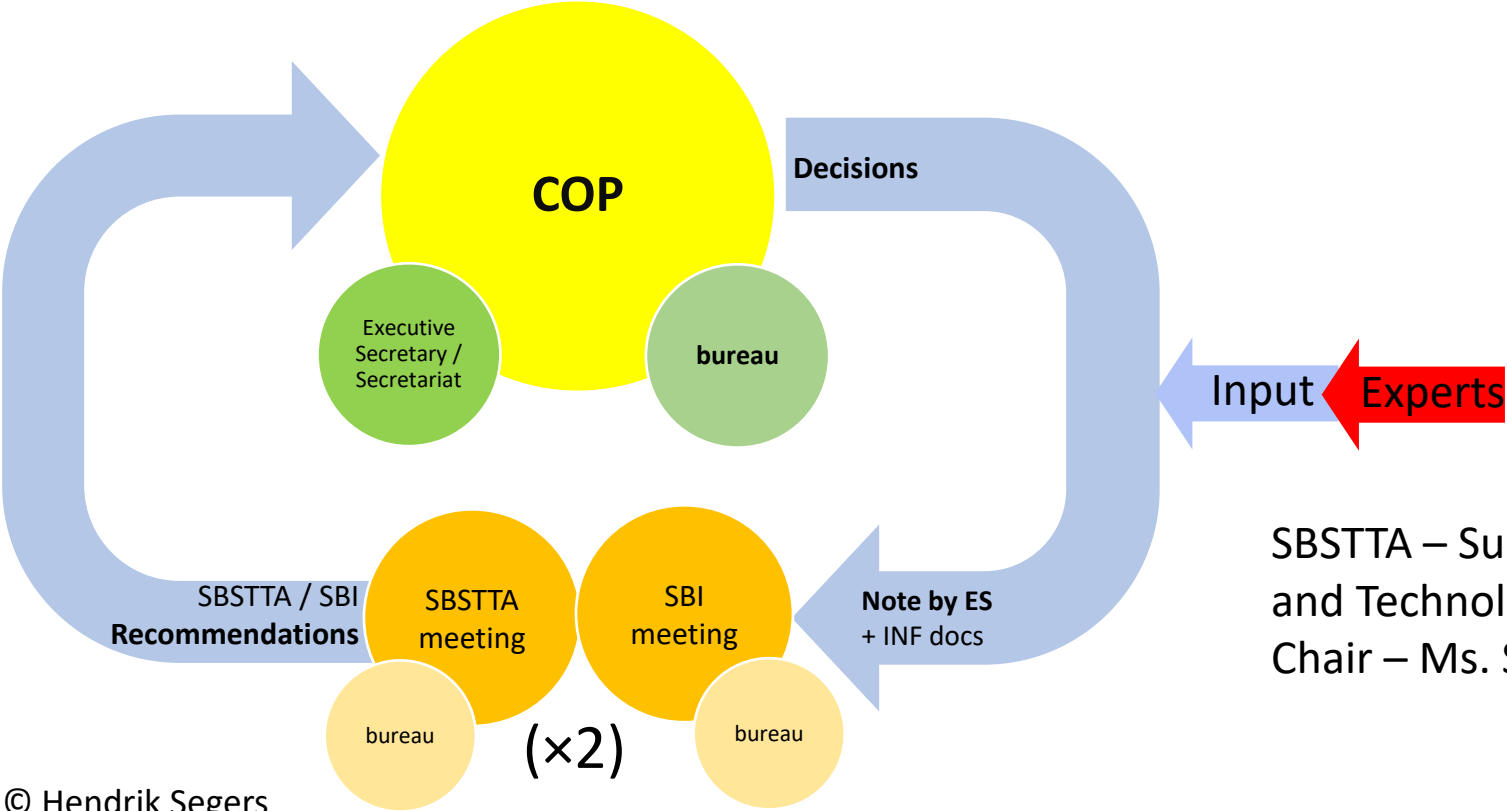 COP
Decisions
Executive
Secretary /
Secretariat
bureau
Input
Experts
SBSTTA / SBI
Recommendations
SBSTTA
meeting
SBI
meeting
Note by ES
+ INF docs
bureau
(×2)
bureau
SBSTTA – Su
and Technol
Chair – Ms. S
© Hendrik Segers